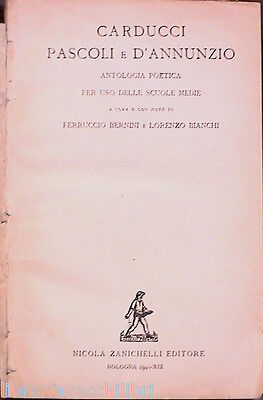 CARDUCCI
PASCOLI E D'ANNUNZIO
ANTOLOGIA POETICA
PER USO DELLE SCUOLE MEDIE
A CURA E CON NOTE DI
FERRUCCIO BERNINI E LORENZO BIANCHI
NICOLA ZANICHELLI EDITORE
BOLOGNA 1940-XIX